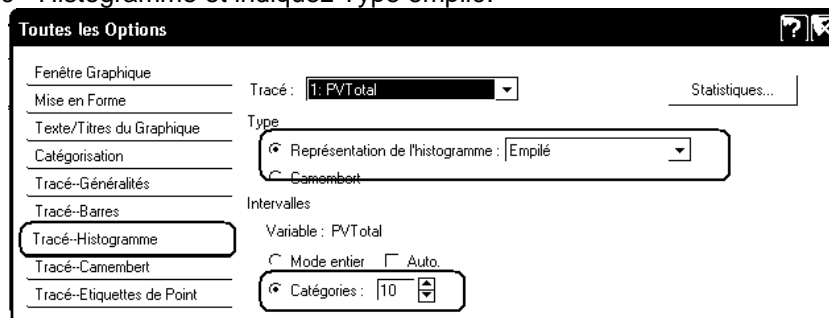 Histogramme et indiquez Type empilé.
Toutes les Options
Fenêtre Graphique
Mise en Forme
Texte/Titres du Graphique
Catégorisation
Tracé--Généralités
Tracé--Barres
Tracé--Histogramme
Tracé--Camembert
Tracé--Etiquettes de Point
Tracé : 1: PVTotal
Statistiques...
Type
Représentation de l'histogramme : Empilé
Camembert
Intervalles
Variable : PVTotal
Mode entier Auto.
Catégories : 10